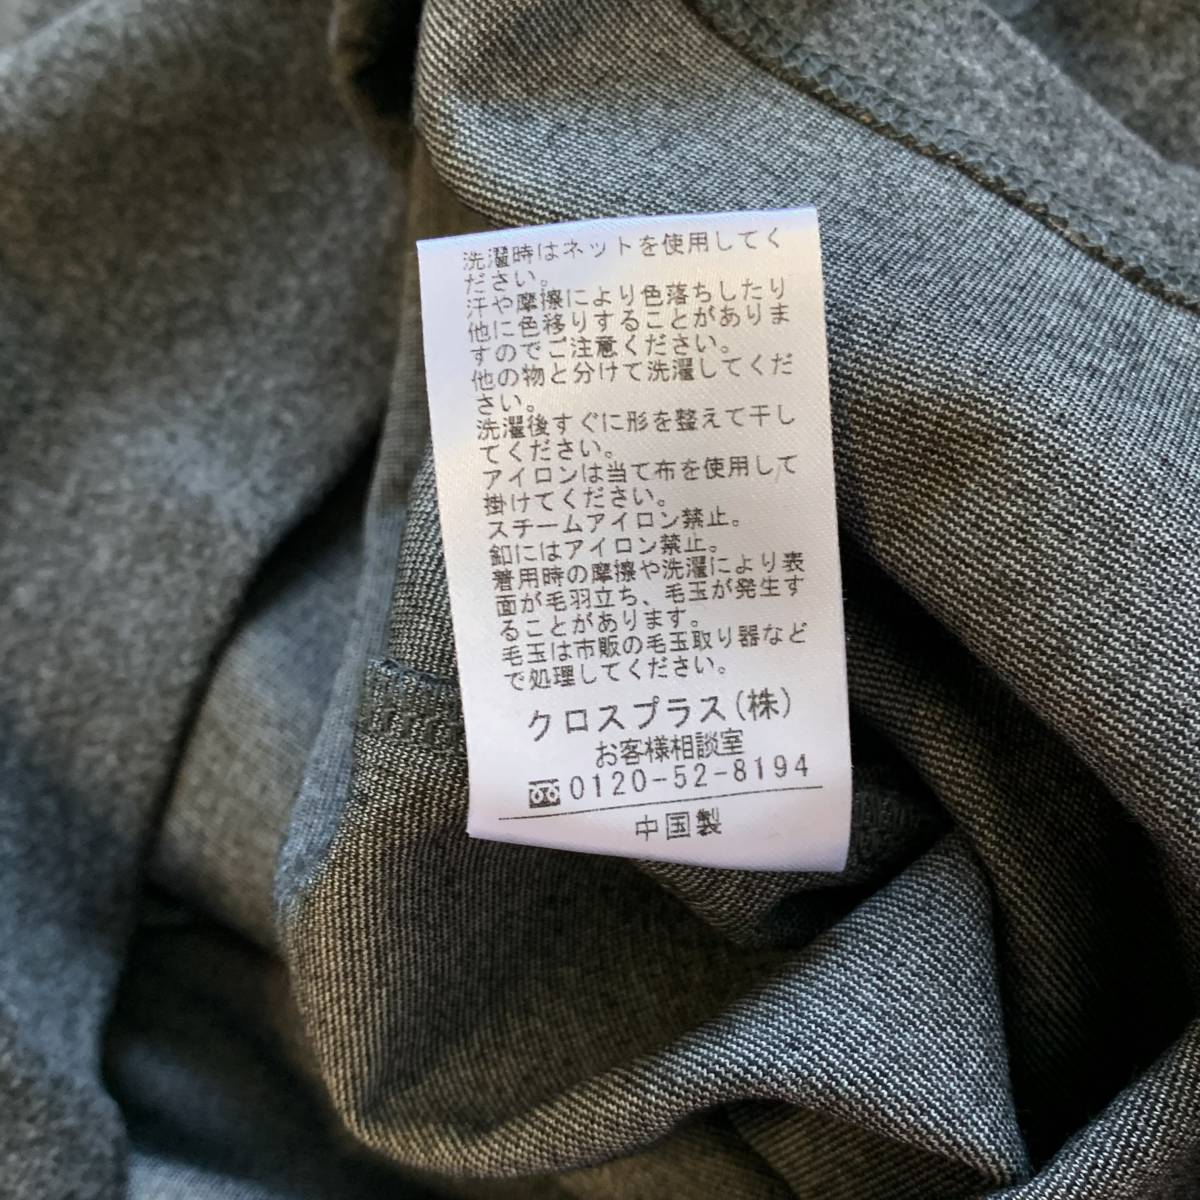 洗濯時はネットを使用してく
ださい。
汗や摩擦により色落ちしたり
他に色移りすることがありま
すのでご注意ください。
他の物と分けて洗濯してくだ
さい。
洗濯後すぐに形を整えて干し
てください。
アイロンは当て布を使用して
掛けてください。
スチームアイロン禁止。
釦にはアイロン禁止。
着用時の摩擦や洗濯により表
面が毛羽立ち、毛玉が発生す
ることがあります。
毛玉は市販の毛玉取り器など
で処理してください。
クロスプラス(株)
お客様相談室
0120-52-8194
中国製